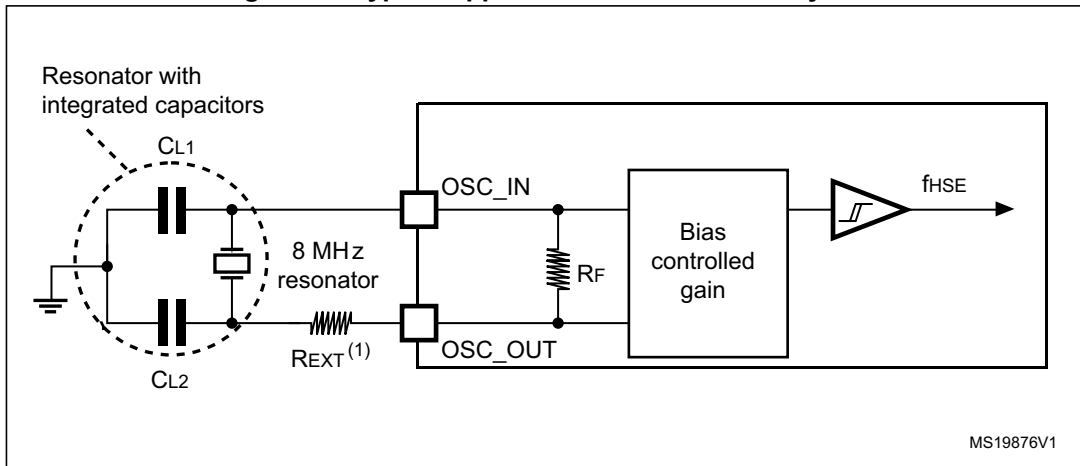 Resonator with
integrated capacitors
CL1
OSC_IN
fHSE
8 MHz
resonator
RF
Bias
controlled
gain
REXT (1)
OSC_OUT
CL2
MS19876V1